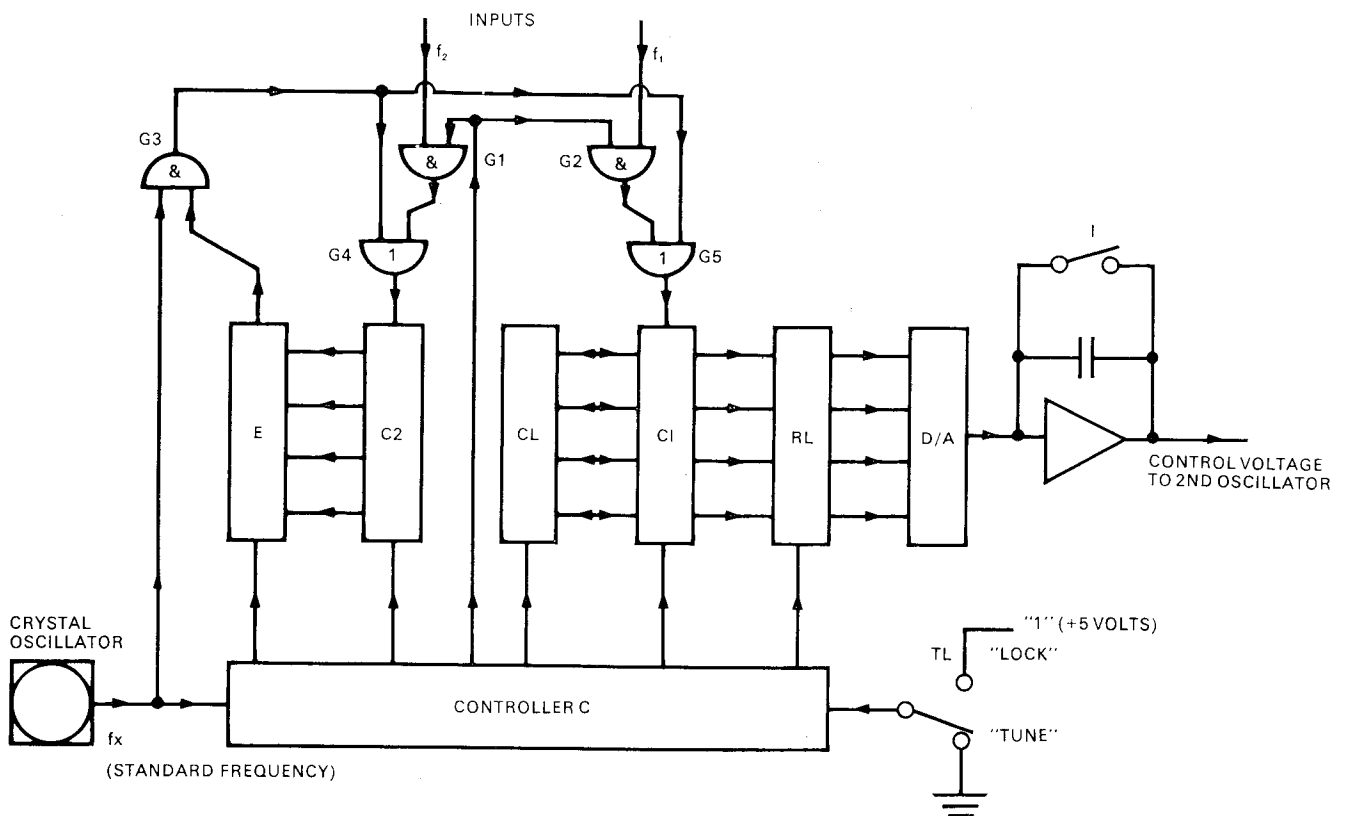 INPUTS
f₂
f₁
G3
&
&
G1
G2
&
G4
1
1
G5
I
E
C2
CL
CI
RL
D/A
CONTROL VOLTAGE
TO 2ND OSCILLATOR
CRYSTAL
OSCILLATOR
fx
(STANDARD FREQUENCY)
CONTROLLER C
"1" (+5 VOLTS)
TL
"LOCK"
"TUNE"